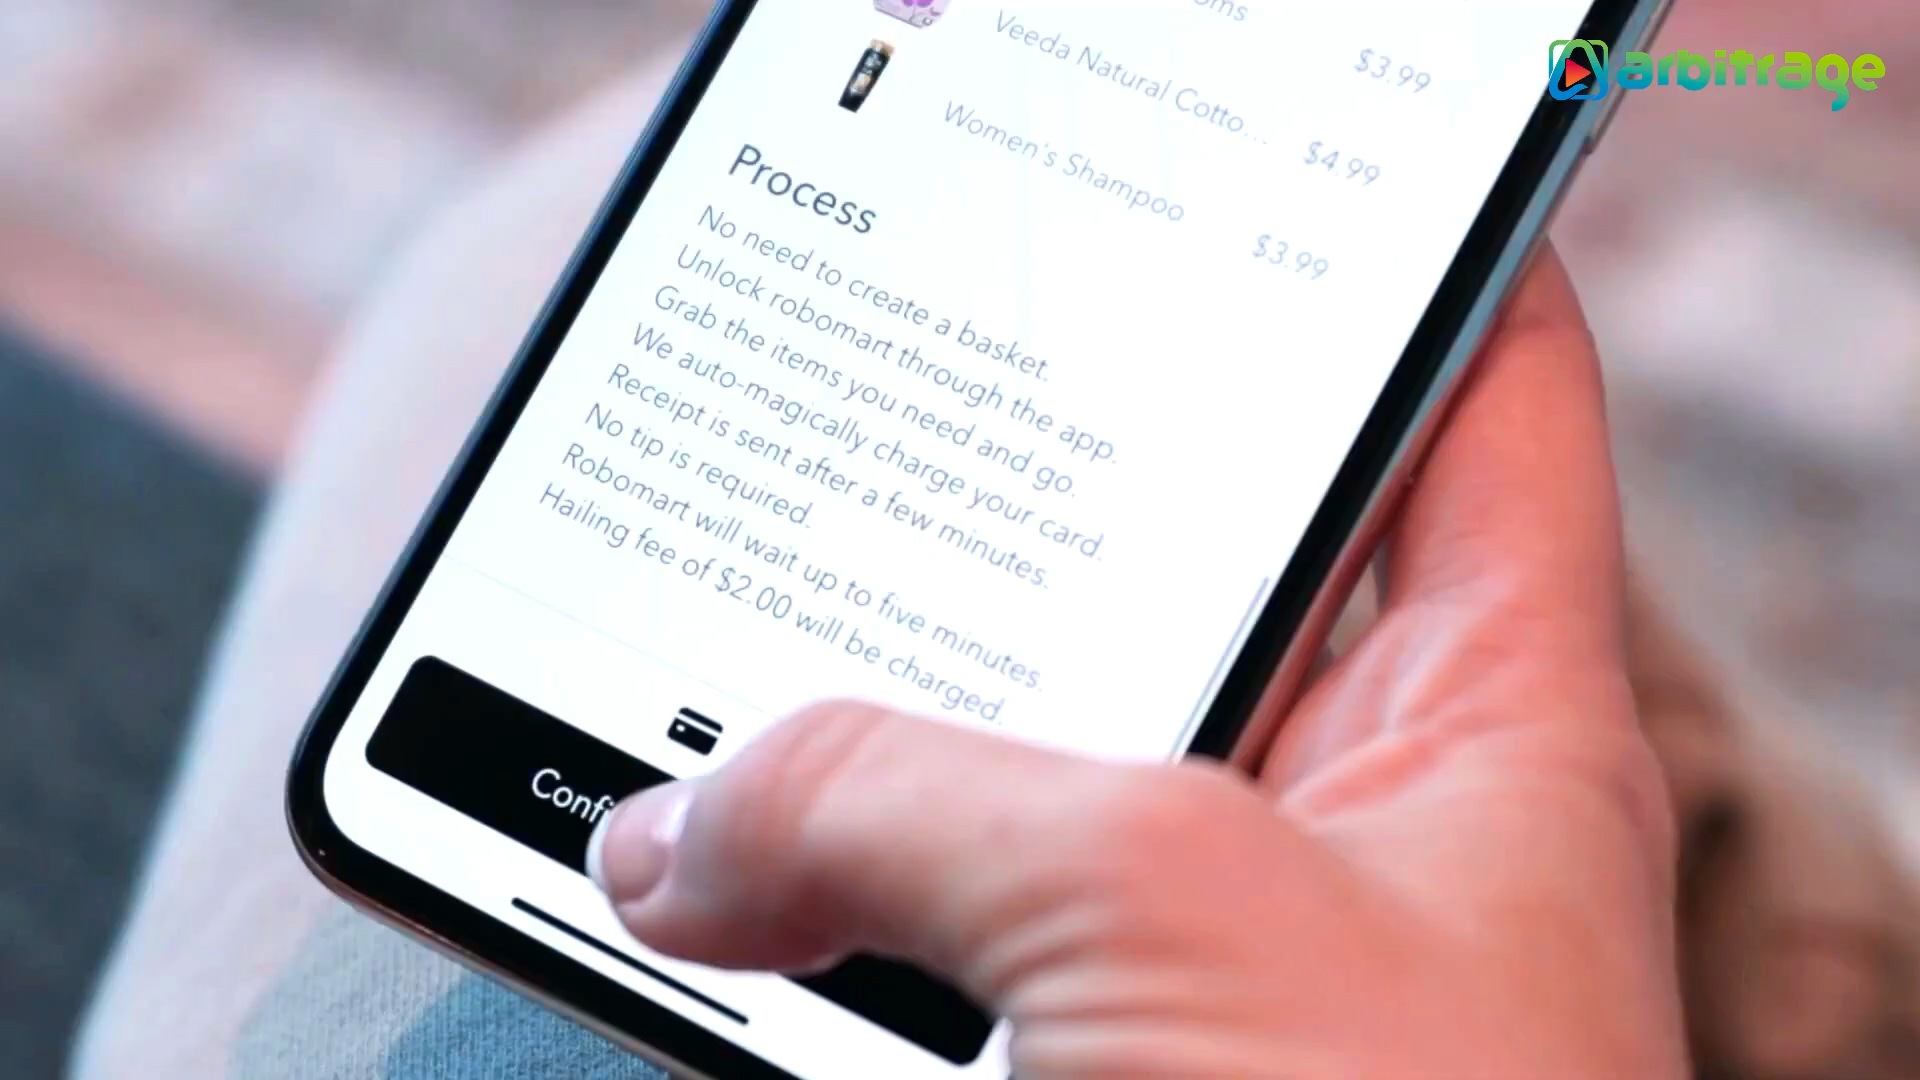 $3.99
Veeda Natural Cotto... $4.99
Women's Shampoo $3.99
Process
No need to create a basket.
Unlock robomart through the app.
Grab the items you need and go.
We auto-magically charge your card.
Receipt is sent after a few minutes.
No tip is required.
Robomart will wait up to five minutes.
Hailing fee of $2.00 will be charged.
arbitrage